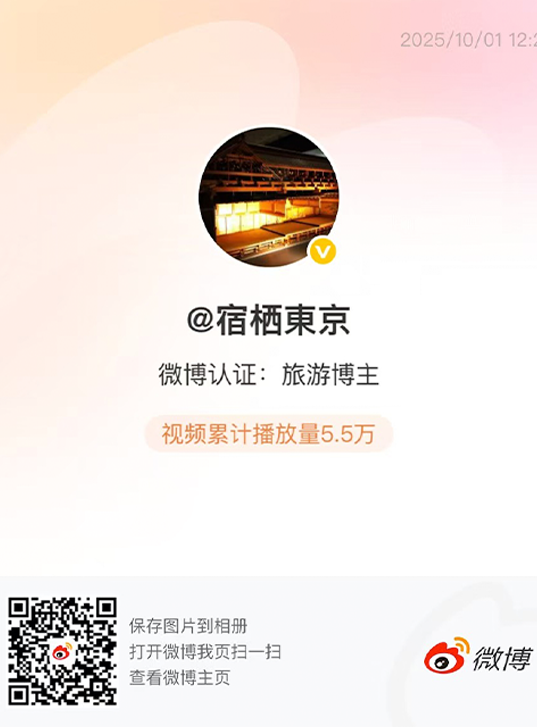 2025/10/01 12:2
@宿栖東京
微博认证：旅游博主
视频累计播放量5.5万
保存图片到相册
打开微博我页扫一扫
查看微博主页
微博